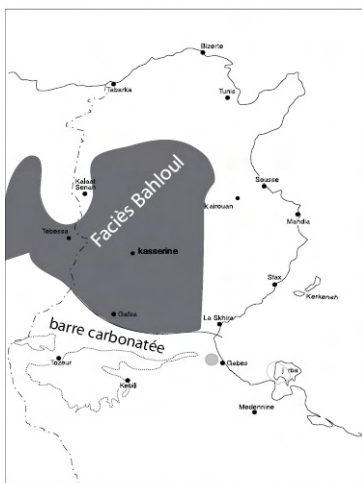 Bizerte
Tabarka
Tunis
Kalaat
Senan
Faciès Bahloul
Sousse
Kairouan
Mahdia
Tebessa
kasserine
Sfax
Kerkenah
Gafsa
La Skhira
barre carbonatée
Tozeur
Gabes
Kebili
Medennine